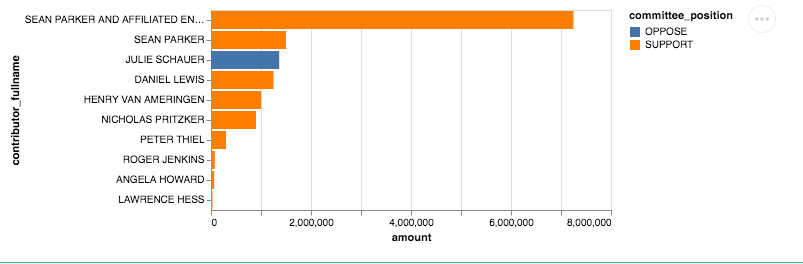 contributor_fullname
SEAN PARKER AND AFFILIATED EN...
SEAN PARKER
JULIE SCHAUER
DANIEL LEWIS
HENRY VAN AMERINGEN
NICHOLAS PRITZKER
PETER THIEL
ROGER JENKINS
ANGELA HOWARD
LAWRENCE HESS
0 2,000,000 4,000,000 6,000,000 8,000,000
amount
committee_position
OPPOSE
SUPPORT